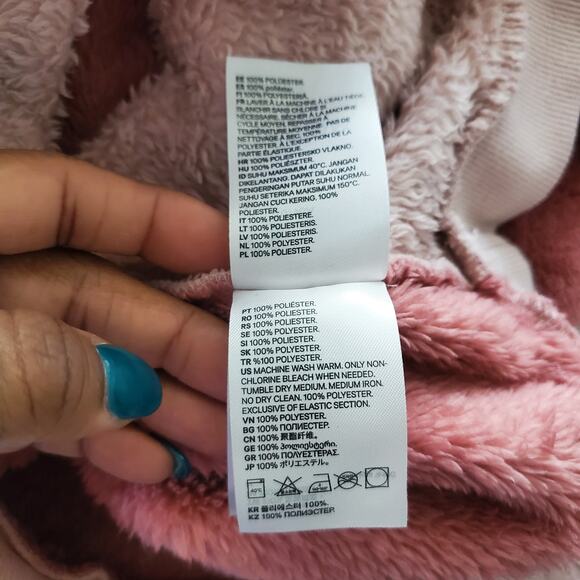 EE 100% POLÜESTER.
ES 100% poliéster
FI 100% POLYESTERIÄ.
FR LAVER À LA MACHINE À L'EAU TIÈDE.
BLANCHIR SANS CHLORE SI
NÉCESSAIRE. SÉCHER À LA MACHINE
CYCLE MOYEN. REPASSER À
TEMPÉRATURE MOYENNE. PAS DE
NETTOYAGE À SEC. 100%
POLYESTER. À L'EXCEPTION DE LA
PARTIE ÉLASTIQUE.
HR 100% POLIESTERSKO VLAKNO.
HU 100% POLIÉSZTER.
ID SUHU MAKSIMUM 40°C. JANGAN
DIKELANTANG. DAPAT DILAKUKAN
PENGERINGAN PUTAR SUHU NORMAL.
SUHU SETERIKA MAKSIMUM 150°C.
JANGAN CUCI KERING. 100%
POLIESTER.
IT 100% POLIESTERE.
LT 100% POLIESTERIS.
LV 100% POLIESTERIS.
NL 100% POLYESTER.
PL 100% POLIESTER.
PT 100% POLIÉSTER.
RO 100% POLIESTER.
RS 100% POLIESTER.
SE 100% POLYESTER.
SI 100% POLIESTER.
SK 100% POLYESTER.
TR %100 POLYESTER.
US MACHINE WASH WARM. ONLY NON-
CHLORINE BLEACH WHEN NEEDED.
TUMBLE DRY MEDIUM. MEDIUM IRON.
NO DRY CLEAN. 100% POLYESTER.
EXCLUSIVE OF ELASTIC SECTION.
VN 100% POLYESTER.
BG 100% ПОЛИЕСТЕР.
CN 100% 聚酯纤维。
GE 100% პოლიესტერი.
GR 100% ΠΟΛΥΕΣΤΕΡΑΣ.
JP 100% ポリエステル。
40°C
KR 폴리에스터 100%.
KZ 100% ПОЛИЭСТЕР.